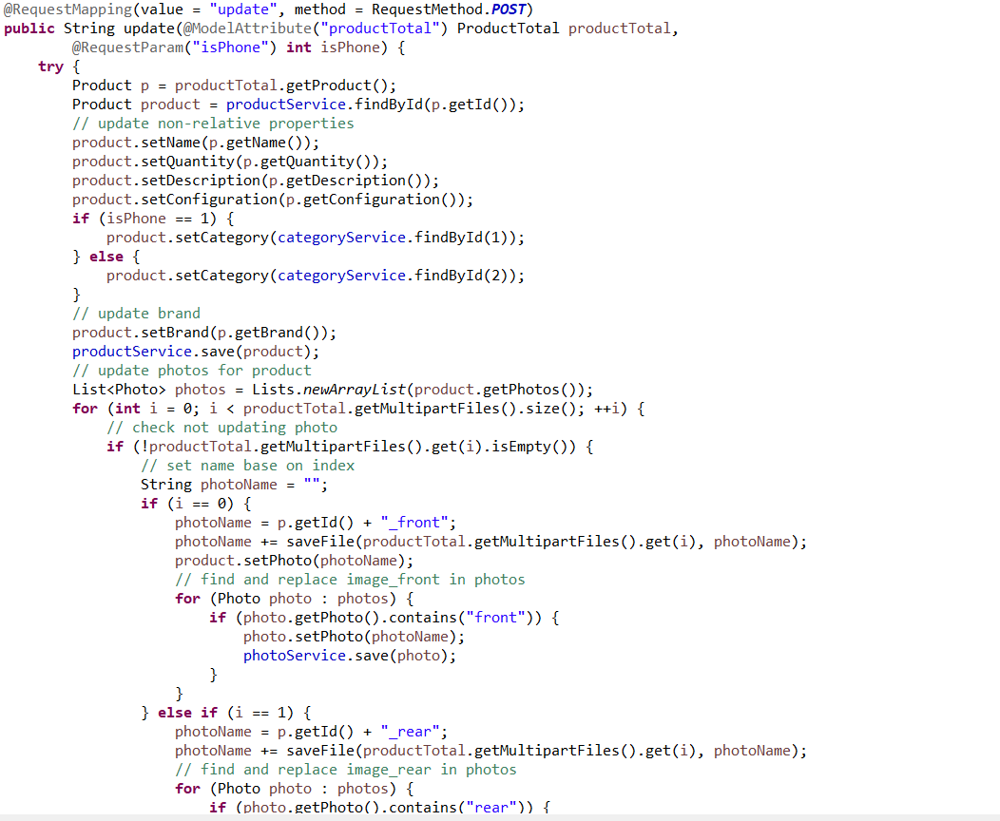 @RequestMapping(value = "update", method = RequestMethod.POST)
public String update(@ModelAttribute("productTotal") ProductTotal productTotal,
        @RequestParam("isPhone") int isPhone) {
    try {
        Product p = productTotal.getProduct();
        Product product = productService.findById(p.getId());
        // update non-relative properties
        product.setName(p.getName());
        product.setQuantity(p.getQuantity());
        product.setDescription(p.getDescription());
        product.setConfiguration(p.getConfiguration());
        if (isPhone == 1) {
            product.setCategory(categoryService.findById(1));
        } else {
            product.setCategory(categoryService.findById(2));
        }
        // update brand
        product.setBrand(p.getBrand());
        productService.save(product);
        // update photos for product
        List<Photo> photos = Lists.newArrayList(product.getPhotos());
        for (int i = 0; i < productTotal.getMultipartFiles().size(); ++i) {
            // check not updating photo
            if (!productTotal.getMultipartFiles().get(i).isEmpty()) {
                // set name base on index
                String photoName = "";
                if (i == 0) {
                    photoName = p.getId() + "_front";
                    photoName += saveFile(productTotal.getMultipartFiles().get(i), photoName);
                    product.setPhoto(photoName);
                    // find and replace image_front in photos
                    for (Photo photo : photos) {
                        if (photo.getPhoto().contains("front")) {
                            photo.setPhoto(photoName);
                            photoService.save(photo);
                        }
                    }
                } else if (i == 1) {
                    photoName = p.getId() + "_rear";
                    photoName += saveFile(productTotal.getMultipartFiles().get(i), photoName);
                    // find and replace image_rear in photos
                    for (Photo photo : photos) {
                        if (photo.getPhoto().contains("rear")) {